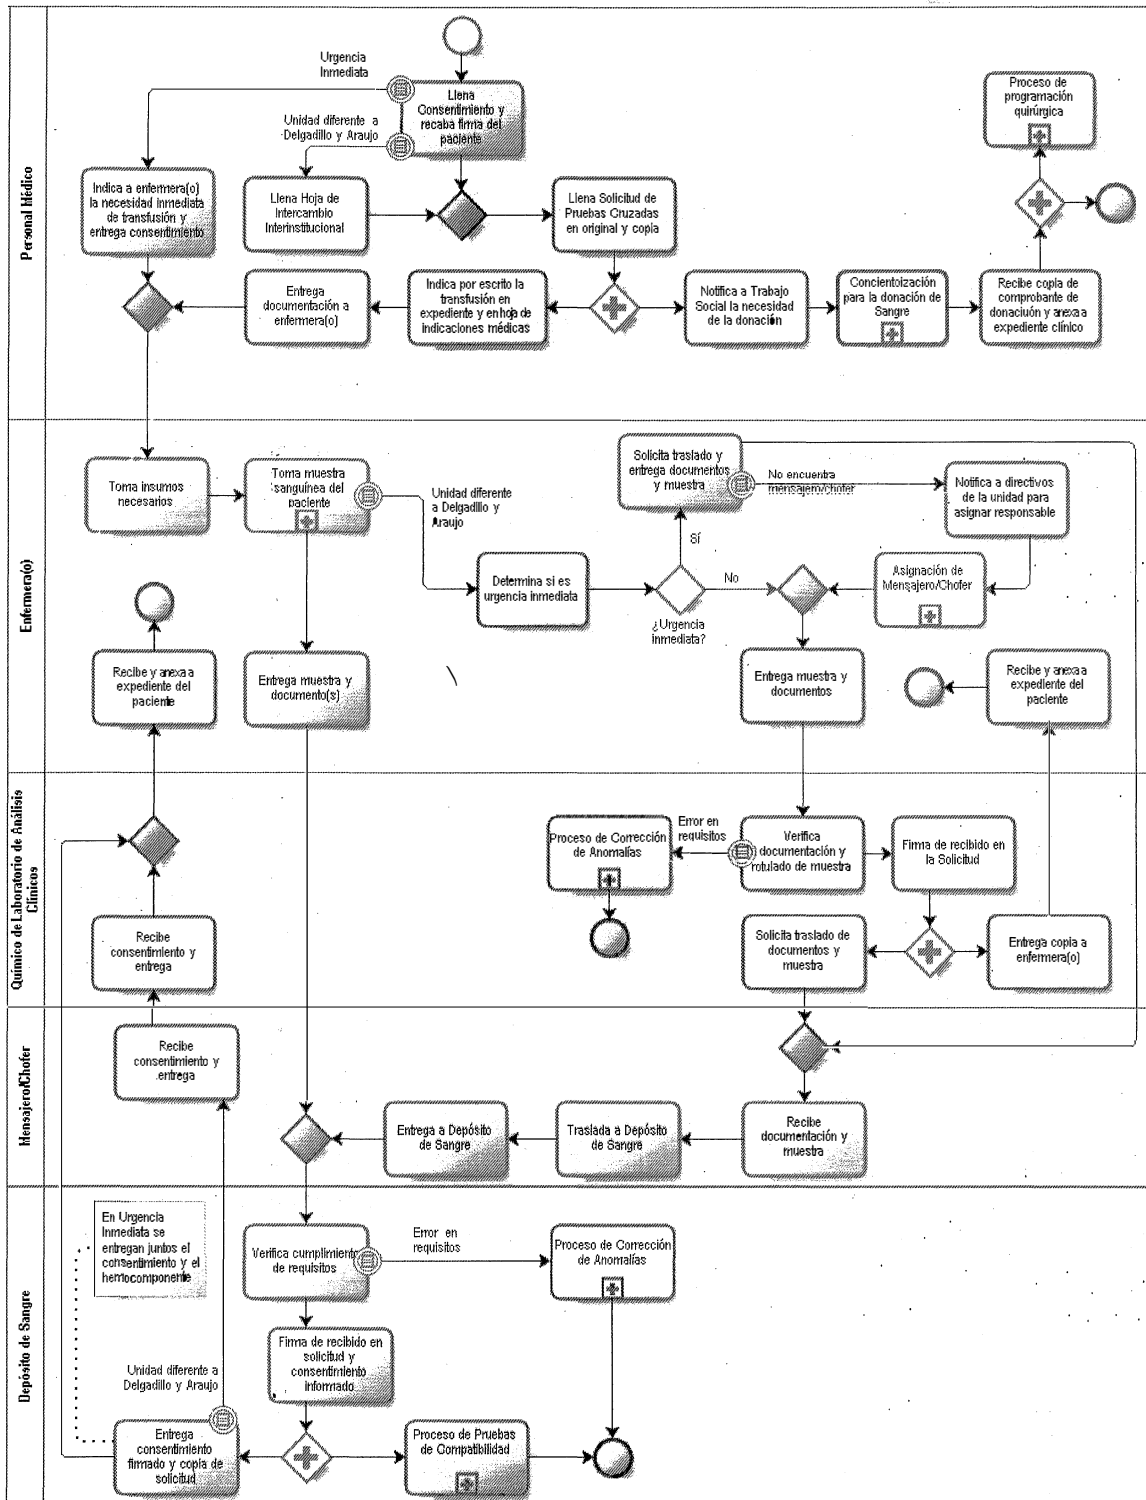 Personal Médico
Urgencia
Inmediata
Llena
Consentimiento y
recaba firma del
paciente
Proceso de
programación
quirúrgica
Unidad diferente a
Delgadillo y Araujo
Indica a enfermera(o)
la necesidad inmediata
de transfusión y
entrega consentimiento
Llena Hoja de
Intercambio
Interinstitucional
Llena Solicitud de
Pruebas Cruzadas
en original y copia
Entrega
documentación a
enfermera(o)
Indica por escrito la
transfusión en
expediente y en hoja de
indicaciones médicas
Notifica a Trabajo
Social la necesidad
de la donación
Concientoización
para la donación de
Sangre
Recibe copia de
comprobante de
donaciuón y anexa a
expediente clínico
Enfermera(o)
Toma insumos
necesarios
Toma muestra
sanguínea del
paciente
Unidad diferente
a Delgadillo y
Araujo
Solicita traslado y
entrega documentos
y muestra
No encuentra
mensajero/chofer
Notifica a directivos
de la unidad para
asignar responsable
Sí
Determina si es
urgencia inmediata
No
¿Urgencia
inmediata?
Asignación de
Mensajero/Chofer
Recibe y anexa a
expediente del
paciente
Entrega muestra y
documento(s)
Entrega muestra y
documentos
Recibe y anexa a
expediente del
paciente
Químico de Laboratorio de Análisis
Clínicos
Proceso de Corrección
de Anomalías
Error en
requisitos
Verifica
documentación y
rotulado de muestra
Firma de recibido en
la Solicitud
Recibe
consentimiento y
entrega
Solicita traslado de
documentos y
muestra
Entrega copia a
enfermera(o)
Mensajero/Chofer
Recibe
consentimiento y
entrega
Entrega a Depósito
de Sangre
Traslada a Depósito
de Sangre
Recibe
documentación y
muestra
Depósito de Sangre
En Urgencia
Inmediata se
entregan juntos el
consentimiento y el
hemocomponente
Verifica cumplimiento
de requisitos
Error en
requisitos
Proceso de Corrección
de Anomalías
Firma de recibido en
solicitud y
consentimiento
informado
Unidad diferente a
Delgadillo y Araujo
Entrega
consentimiento
firmado y copia de
solicitud
Proceso de Pruebas
de Compatibilidad